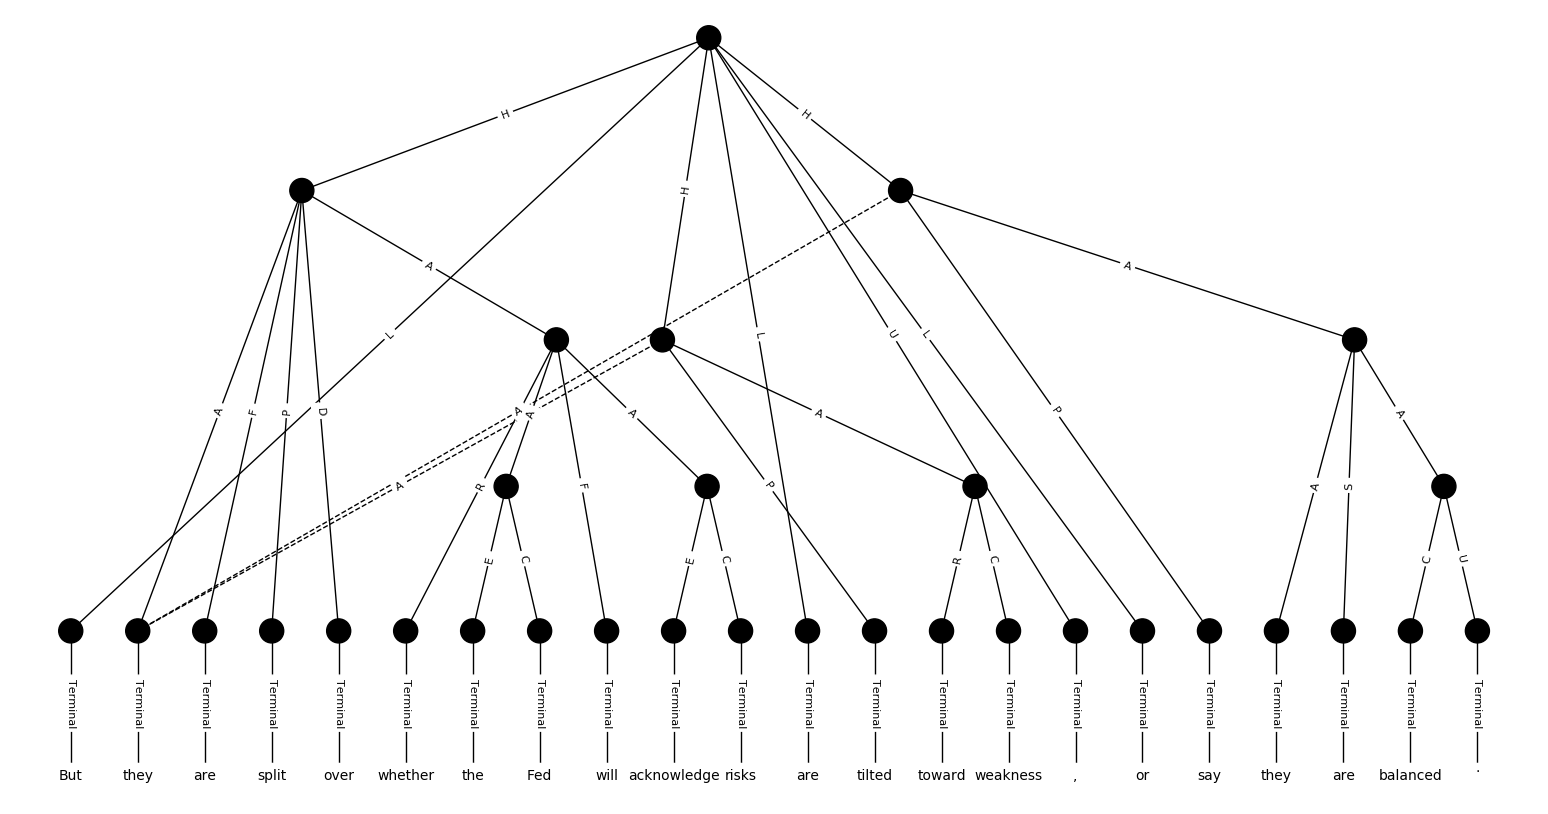 H
H
H
A
A
L
L
U
L
A
F
P
D
A
A
A
A
P
A
A
R
F
P
A
S
E
C
E
C
R
C
C
U
Terminal Terminal Terminal Terminal Terminal Terminal Terminal Terminal Terminal Terminal Terminal Terminal Terminal Terminal Terminal Terminal Terminal Terminal Terminal Terminal Terminal Terminal
But they are split over whether the Fed will acknowledge risks are tilted toward weakness , or say they are balanced .